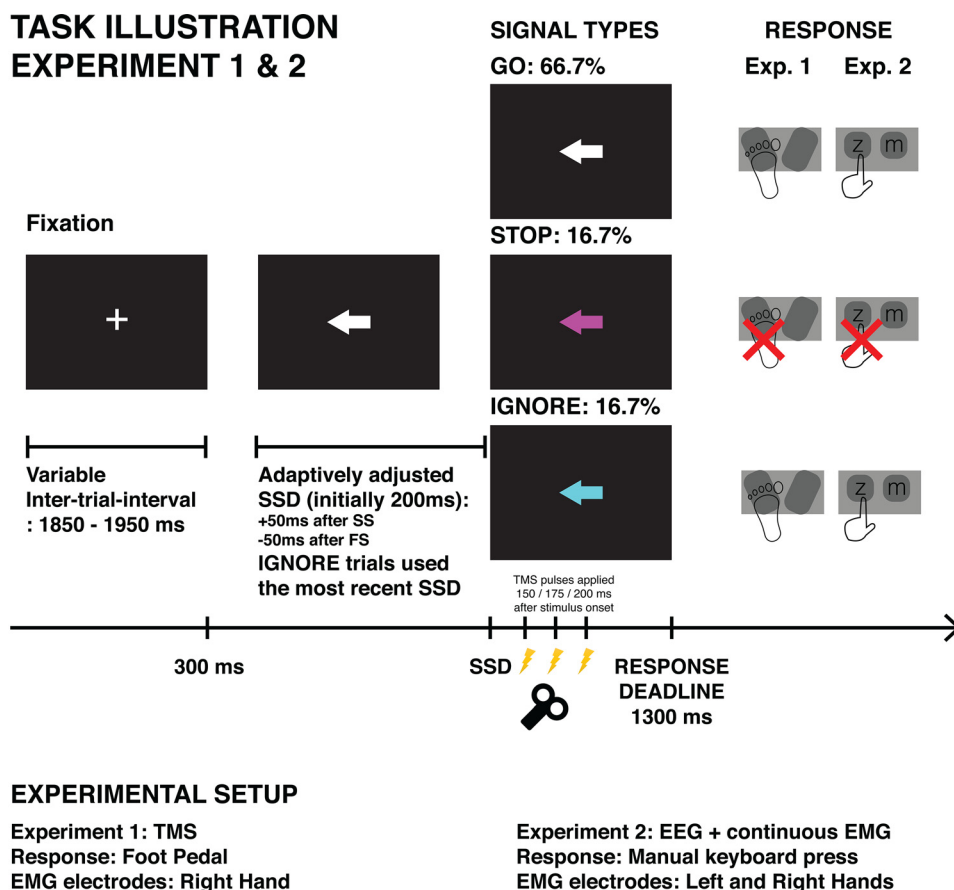 TASK ILLUSTRATION
EXPERIMENT 1 & 2
SIGNAL TYPES
RESPONSE
GO: 66.7%
Exp. 1
Exp. 2
z m
Fixation
STOP: 16.7%
z m
IGNORE: 16.7%
z m
Variable
Inter-trial-interval
: 1850 - 1950 ms
Adaptively adjusted
SSD (initially 200ms):
+50ms after SS
-50ms after FS
IGNORE trials used
the most recent SSD
TMS pulses applied
150 / 175 / 200 ms
after stimulus onset
300 ms
SSD
RESPONSE
DEADLINE
1300 ms
EXPERIMENTAL SETUP
Experiment 1: TMS
Response: Foot Pedal
EMG electrodes: Right Hand
Experiment 2: EEG + continuous EMG
Response: Manual keyboard press
EMG electrodes: Left and Right Hands